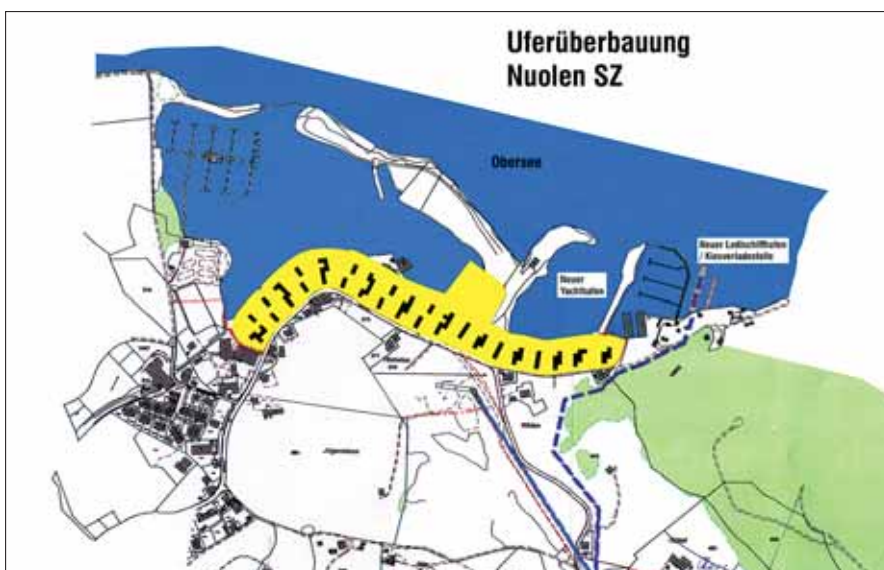 Uferüberbauung
Nuolen SZ
Obersee
Neuer Ledischiffhafen
/ Kiesverladestelle
Neuer
Yachthafen